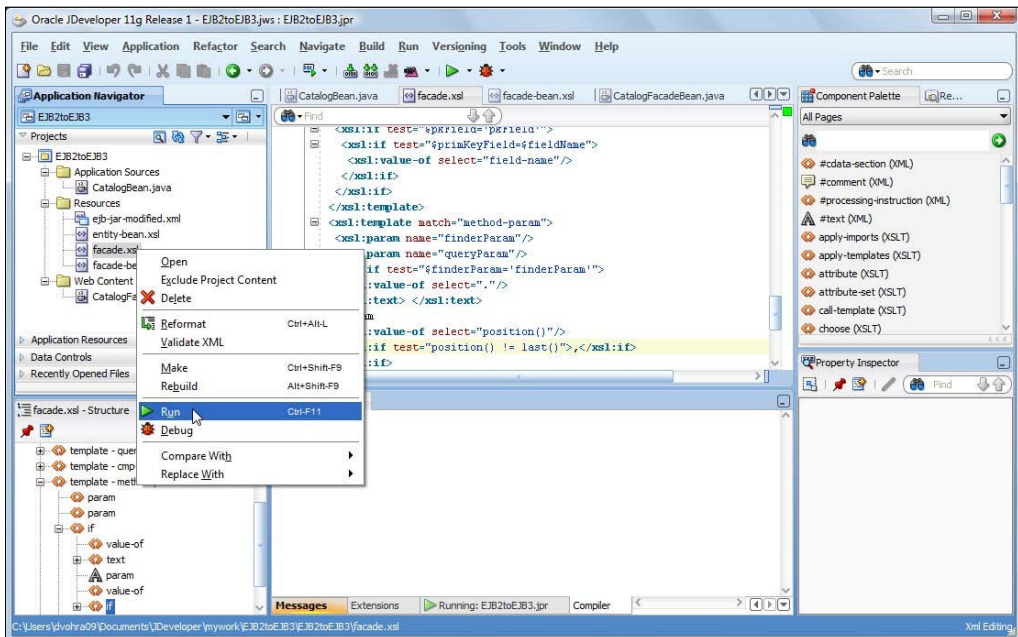 Oracle JDeveloper 11g Release 1 - EJB2toEJB3.jws : EJB2toEJB3.jpr
File Edit View Application Refactor Search Navigate Build Run Versioning Tools Window Help
Search
Application Navigator
EJB2toEJB3
Projects
EJB2toEJB3
Application Sources
CatalogBean.java
Resources
ejb-jar-modified.xml
entity-bean.xsl
facade.xsl
facade-be
Web Content
CatalogFa
Application Resources
Data Controls
Recently Opened Files
Open
Exclude Project Content
Delete
Reformat Ctrl+Alt-L
Validate XML
Make Ctrl+Shift-F9
Rebuild Alt+Shift-F9
Run Ctrl-F11
Debug
Compare With
Replace With
CatalogBean.java facade.xsl facade-bean.xsl CatalogFacadeBean.java
Find
<xsl:if test="$pkField='pkField'">
<xsl:if test="$primKeyField=$fieldName">
<xsl:value-of select="field-name"/>
</xsl:if>
</xsl:if>
</xsl:template>
<xsl:template match="method-param">
<xsl:param name="finderParam"/>
param name="queryParam"/>
if test="$finderParam='finderParam'">
:value-of select="."/>
:text> </xsl:text>
am
:value-of select="position()"/>
:if test="position() != last()">,</xsl:if>
:if>
Component Palette Re...
All Pages
#cdata-section (XML)
#comment (XML)
#processing-instruction (XML)
#text (XML)
apply-imports (XSLT)
apply-templates (XSLT)
attribute (XSLT)
attribute-set (XSLT)
call-template (XSLT)
choose (XSLT)
Property Inspector
Find
facade.xsl - Structure
template - quer
template - cmp
template - meth
param
param
if
value-of
text
param
value-of
if
Messages Extensions Running: EJB2toEJB3.jpr Compiler
C:\Users\dvohra09\Documents\JDeveloper\mywork\EJB2toEJB3\EJB2toEJB3\facade.xsl
Xml Editing